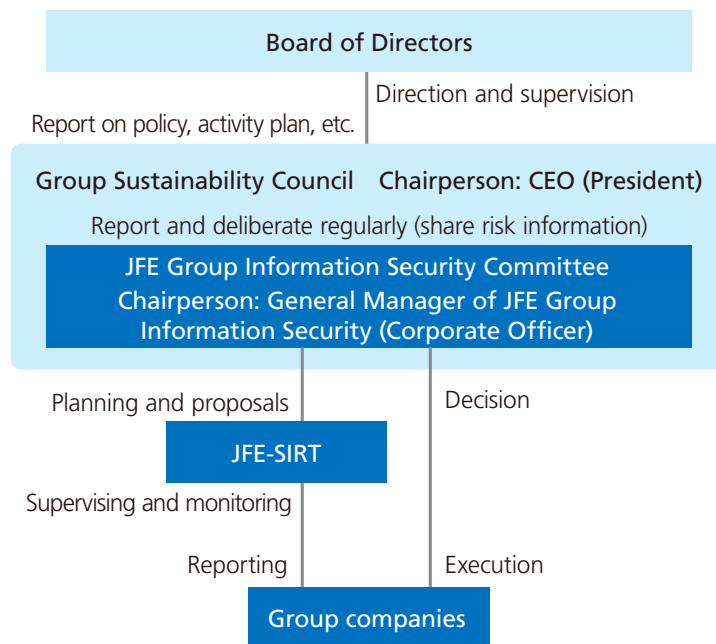 Board of Directors
Direction and supervision
Report on policy, activity plan, etc.
Group Sustainability Council Chairperson: CEO (President)
Report and deliberate regularly (share risk information)
JFE Group Information Security Committee
Chairperson: General Manager of JFE Group
Information Security (Corporate Officer)
Planning and proposals
Decision
JFE-SIRT
Supervising and monitoring
Reporting
Execution
Group companies